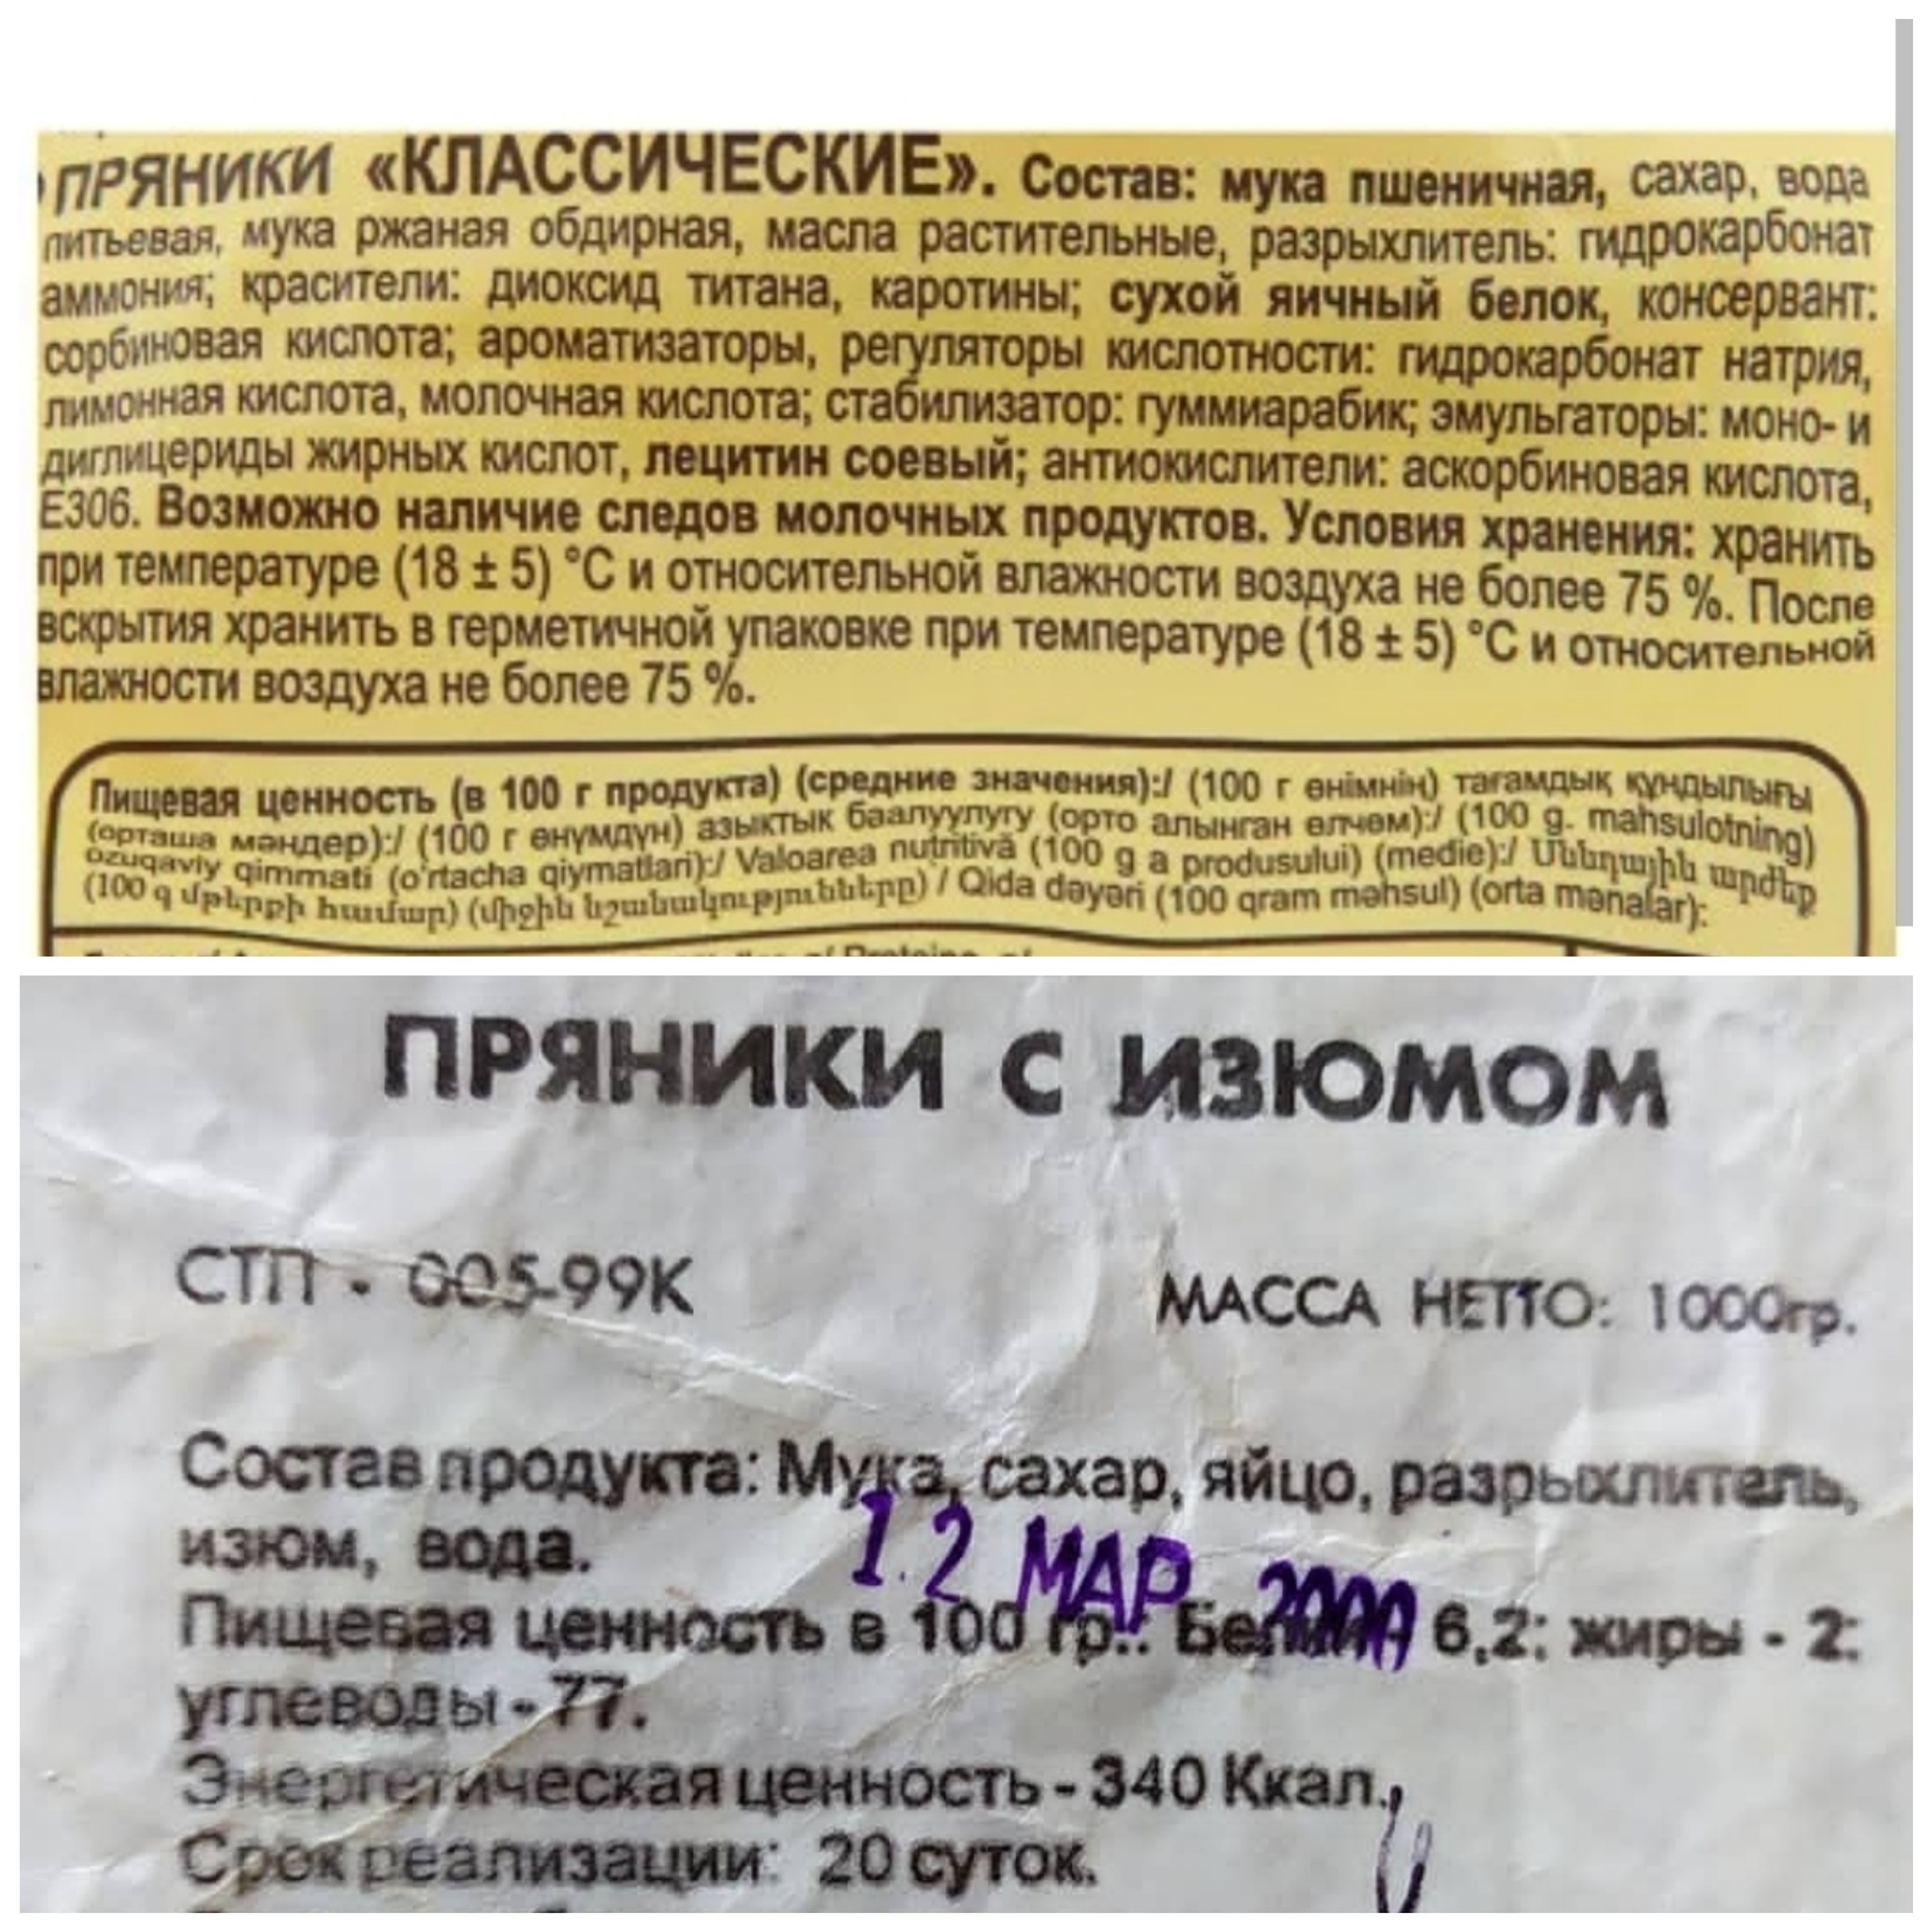 ПРЯНИКИ «КЛАССИЧЕСКИЕ». Состав: мука пшеничная, сахар, вода
питьевая, мука ржаная обдирная, масла растительные, разрыхлитель: гидрокарбонат
аммония; красители: диоксид титана, каротины; сухой яичный белок, консервант:
сорбиновая кислота; ароматизаторы, регуляторы кислотности: гидрокарбонат натрия,
лимонная кислота, молочная кислота; стабилизатор: гуммиарабик; эмульгаторы: моно- и
диглицериды жирных кислот, лецитин соевый; антиокислители: аскорбиновая кислота,
Е306. Возможно наличие следов молочных продуктов. Условия хранения: хранить
при температуре (18 ± 5) °С и относительной влажности воздуха не более 75 %. После
вскрытия хранить в герметичной упаковке при температуре (18 ± 5) °С и относительной
влажности воздуха не более 75 %.
Пищевая ценность (в 100 г продукта) (средние значения):/ (100 г өнімнің) тағамдық құндылығы
(орташа мәндер):/ (100 г өнүмдүн) азыктык баалуулугу (орто алынган өлчөм):/ (100 g. mahsulotning)
ozuqaviy qimmati (o'rtacha qiymatlari):/ Valoarea nutritivă (100 g a produsului) (medie):/ Սննդային արժեք
(100 գ մթերքի համար) (միջին նշանակությունները) / Qida dəyəri (100 qram məhsul) (orta mənalar):
ПРЯНИКИ С ИЗЮМОМ
СТП - 005-99К МАССА НЕТТО: 1000гр.
Состав продукта: Мука, сахар, яйцо, разрыхлитель,
изюм, вода.
12 МАР 2000
Пищевая ценность в 100 гр.: Белки 6,2; жиры - 2;
углеводы - 77.
Энергетическая ценность - 340 Ккал.
Срок реализации: 20 суток.